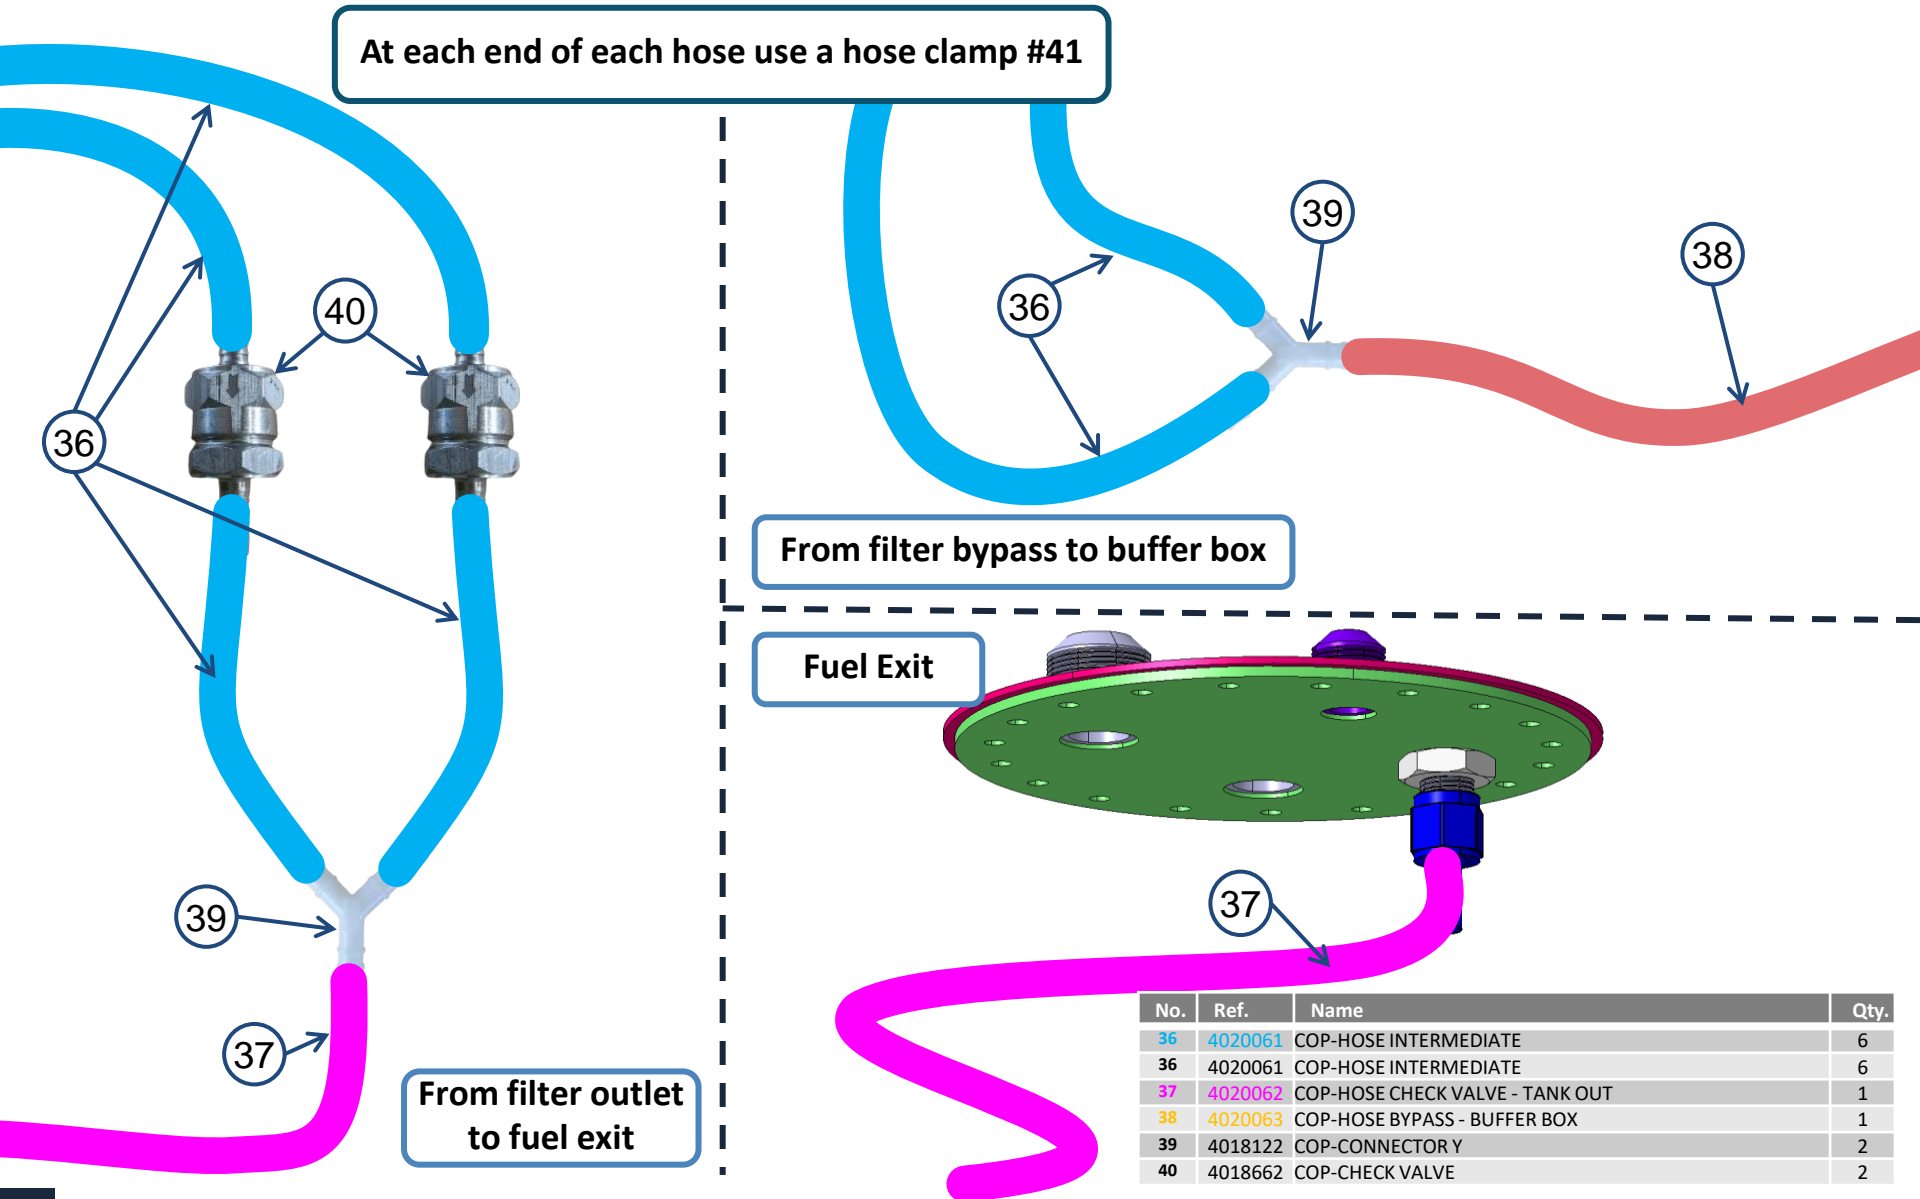 At each end of each hose use a hose clamp #41
39
38
36
40
36
From filter bypass to buffer box
Fuel Exit
39
37
37
From filter outlet
to fuel exit
No. Ref. Name Qty.
36 4020061 COP-HOSE INTERMEDIATE 6
36 4020061 COP-HOSE INTERMEDIATE 6
37 4020062 COP-HOSE CHECK VALVE - TANK OUT 1
38 4020063 COP-HOSE BYPASS - BUFFER BOX 1
39 4018122 COP-CONNECTOR Y 2
40 4018662 COP-CHECK VALVE 2